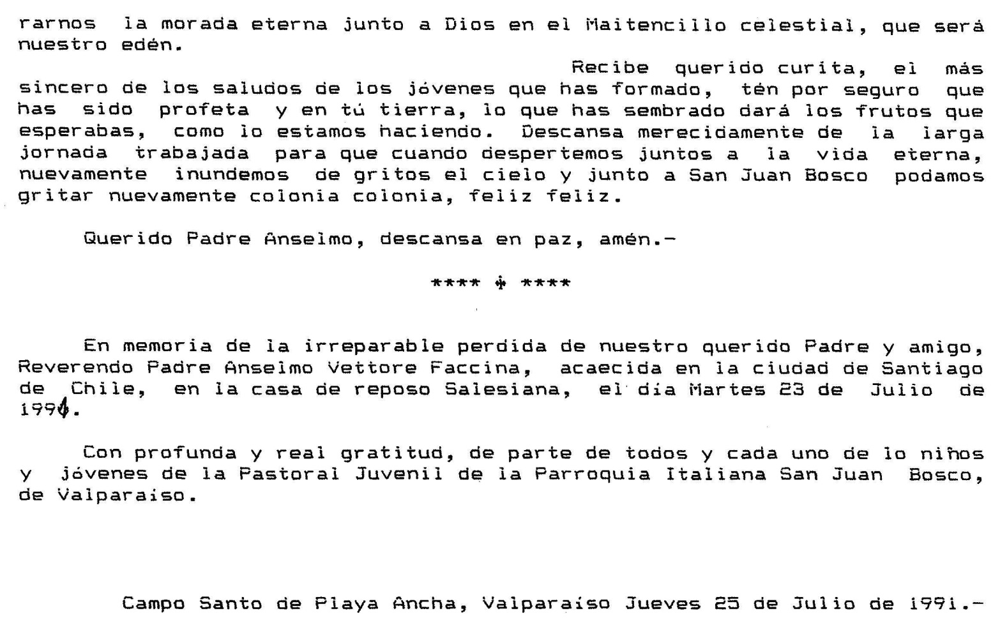 rarnos la morada eterna junto a Dios en el Maitencillo celestial, que será
nuestro edén.
Recibe querido curita, el más
sincero de los saludos de los jóvenes que has formado, tén por seguro que
has sido profeta y en tú tierra, lo que has sembrado dará los frutos que
esperabas, como lo estamos haciendo. Descansa merecidamente de la larga
jornada trabajada para que cuando despertemos juntos a la vida eterna,
nuevamente inundemos de gritos el cielo y junto a San Juan Bosco podamos
gritar nuevamente colonia colonia, feliz feliz.
Querido Padre Anselmo, descansa en paz, amén.-
**** ✝ ****
En memoria de la irreparable perdida de nuestro querido Padre y amigo,
Reverendo Padre Anselmo Vettore Faccina, acaecida en la ciudad de Santiago
de Chile, en la casa de reposo Salesiana, el día Martes 23 de Julio de
1991.
Con profunda y real gratitud, de parte de todos y cada uno de lo niños
y jóvenes de la Pastoral Juvenil de la Parroquia Italiana San Juan Bosco,
de Valparaíso.
Campo Santo de Playa Ancha, Valparaíso Jueves 25 de Julio de 1991.-